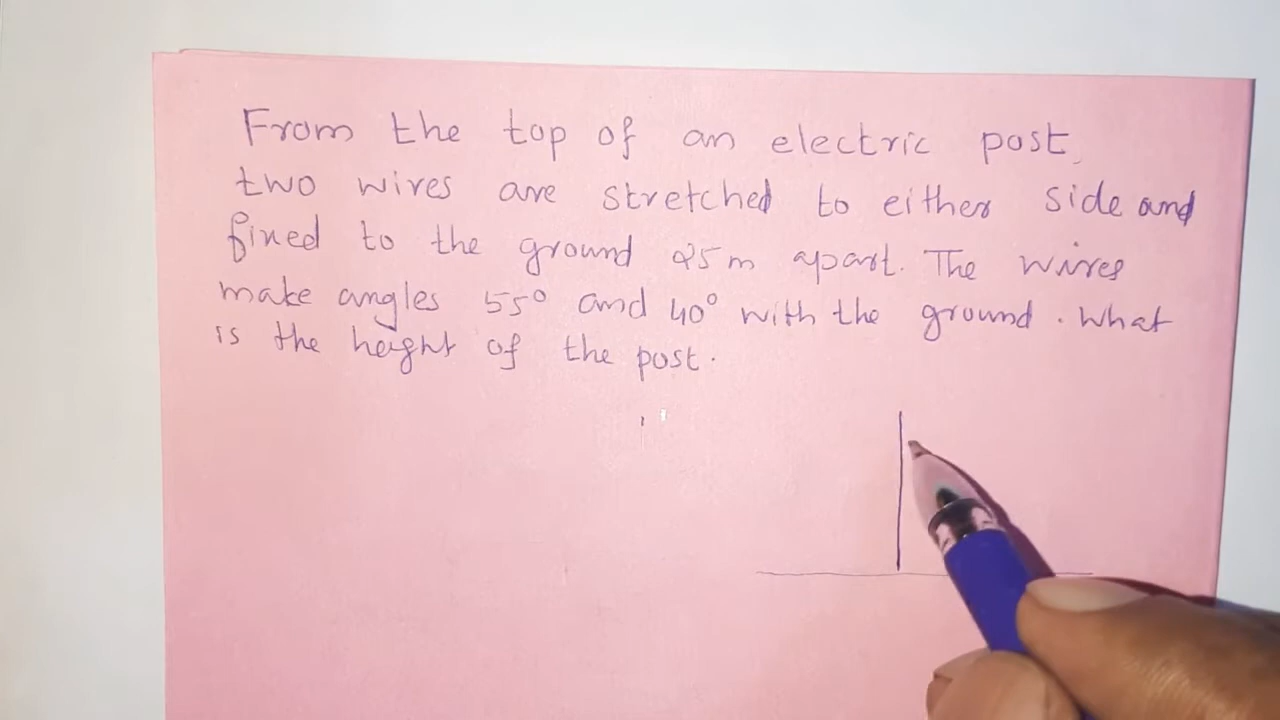 From the top of an electric post,
two wires are stretched to either side and
fixed to the ground 25m apart. The wires
make angles 55° and 40° with the ground. What
is the height of the post.